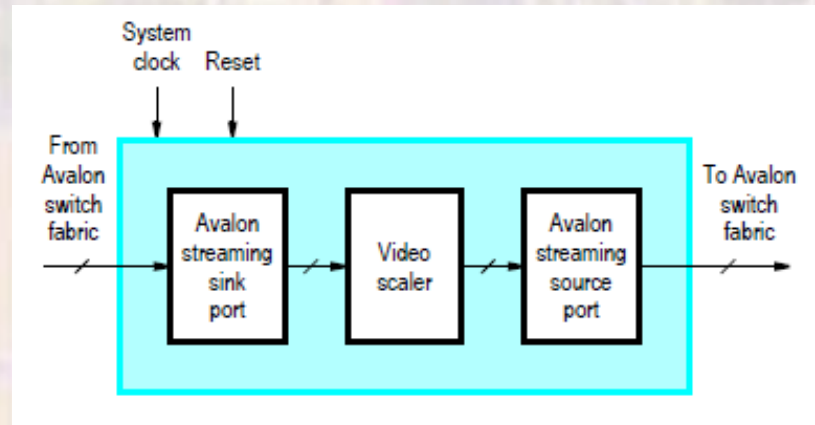 System
clock
Reset
From
Avalon
switch
fabric
Avalon
streaming
sink
port
Video
scaler
Avalon
streaming
source
port
To Avalon
switch
fabric